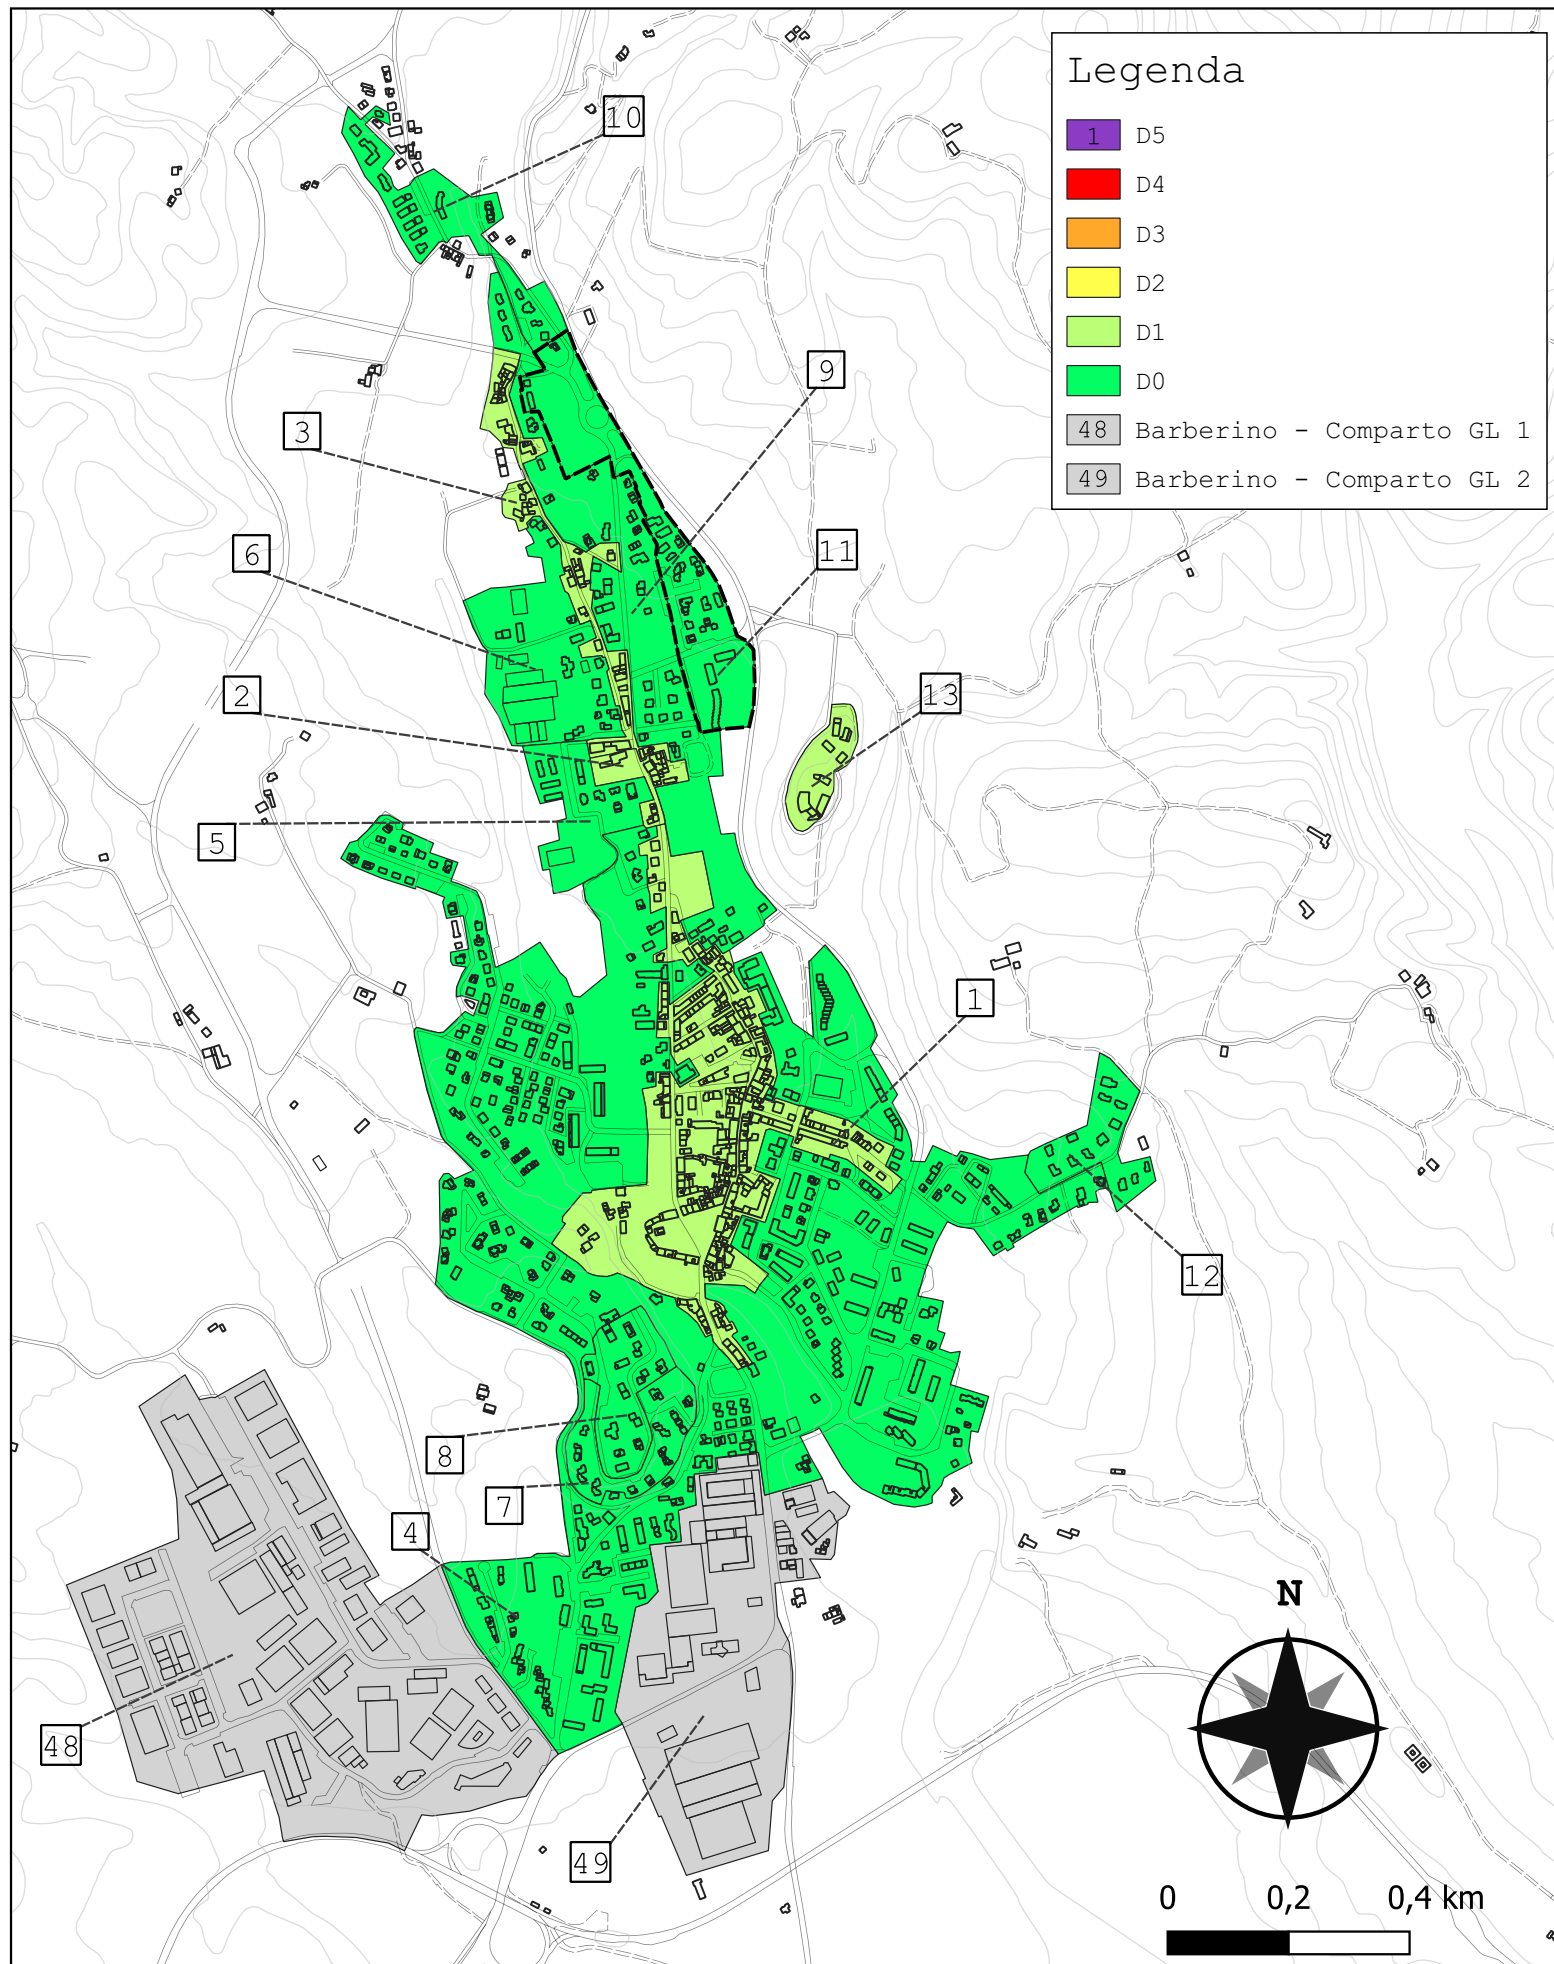 Legenda
1 D5
D4
D3
D2
D1
D0
48 Barberino - Comparto GL 1
49 Barberino - Comparto GL 2
10
9
3
11
6
2
13
5
1
12
8
7
4
48
49
N
0 0,2 0,4 km